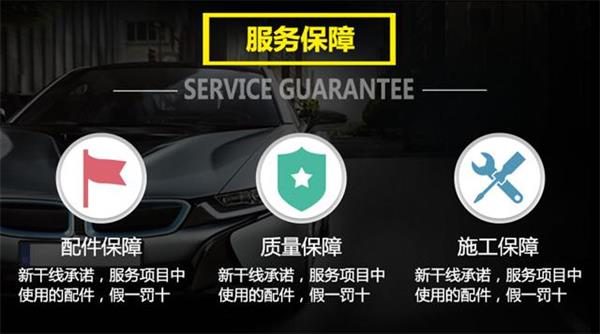 服务保障
SERVICE GUARANTEE
配件保障
新干线承诺，服务项目中
使用的配件，假一罚十
质量保障
新干线承诺，服务项目中
使用的配件，假一罚十
施工保障
新干线承诺，服务项目中
使用的配件，假一罚十